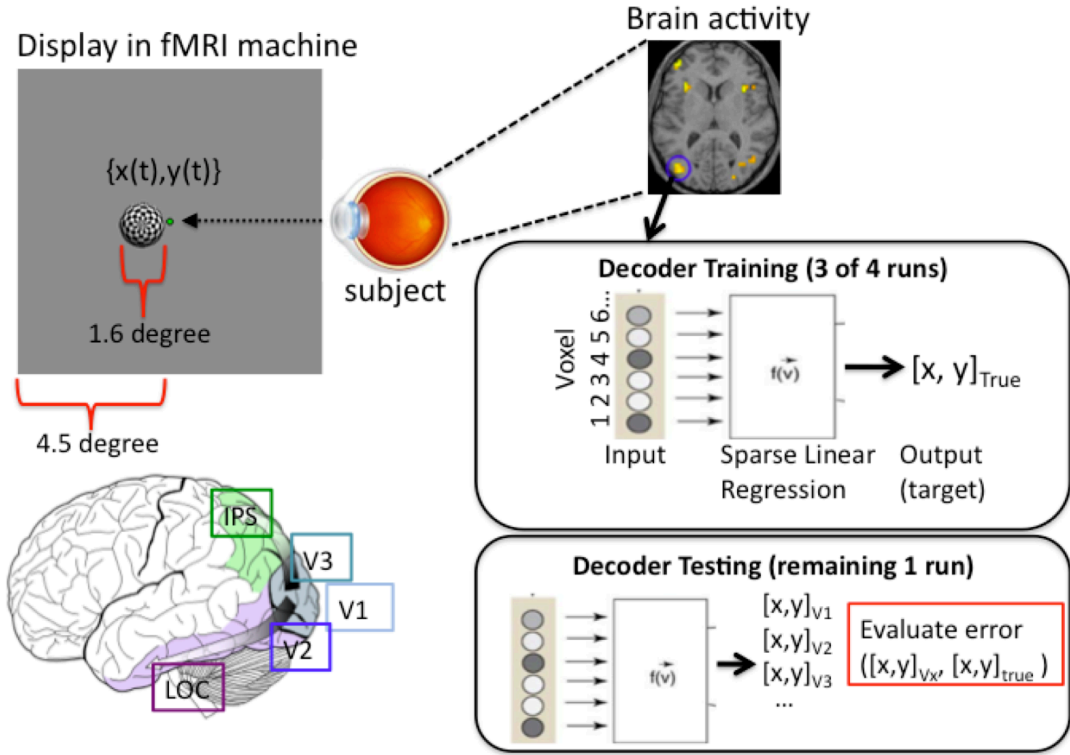 Display in fMRI machine
Brain activity
{x(t),y(t)}
1.6 degree
4.5 degree
subject
Decoder Training (3 of 4 runs)
Voxel
1 2 3 4 5 6...
f(v)
[x, y]True
Input
Sparse Linear
Regression
Output
(target)
IPS
V3
V1
V2
LOC
Decoder Testing (remaining 1 run)
f(v)
[x,y]V1
[x,y]V2
[x,y]V3
...
Evaluate error
([x,y]Vx, [x,y]true )